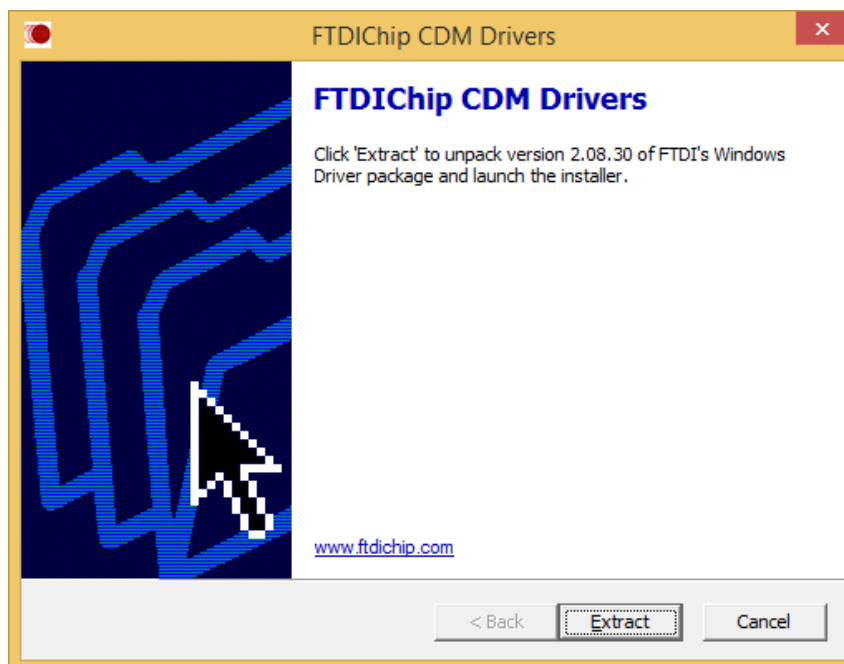 FTDIChip CDM Drivers
FTDIChip CDM Drivers
Click 'Extract' to unpack version 2.08.30 of FTDI's Windows
Driver package and launch the installer.
www.ftdichip.com
< Back Extract Cancel